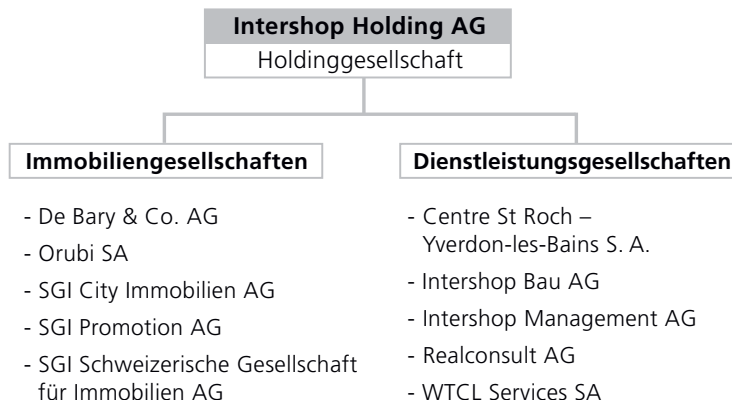 Intershop Holding AG
Holdinggesellschaft
Immobiliengesellschaften
- De Bary & Co. AG
- Orubi SA
- SGI City Immobilien AG
- SGI Promotion AG
- SGI Schweizerische Gesellschaft
für Immobilien AG
Dienstleistungsgesellschaften
- Centre St Roch –
Yverdon-les-Bains S. A.
- Intershop Bau AG
- Intershop Management AG
- Realconsult AG
- WTCL Services SA